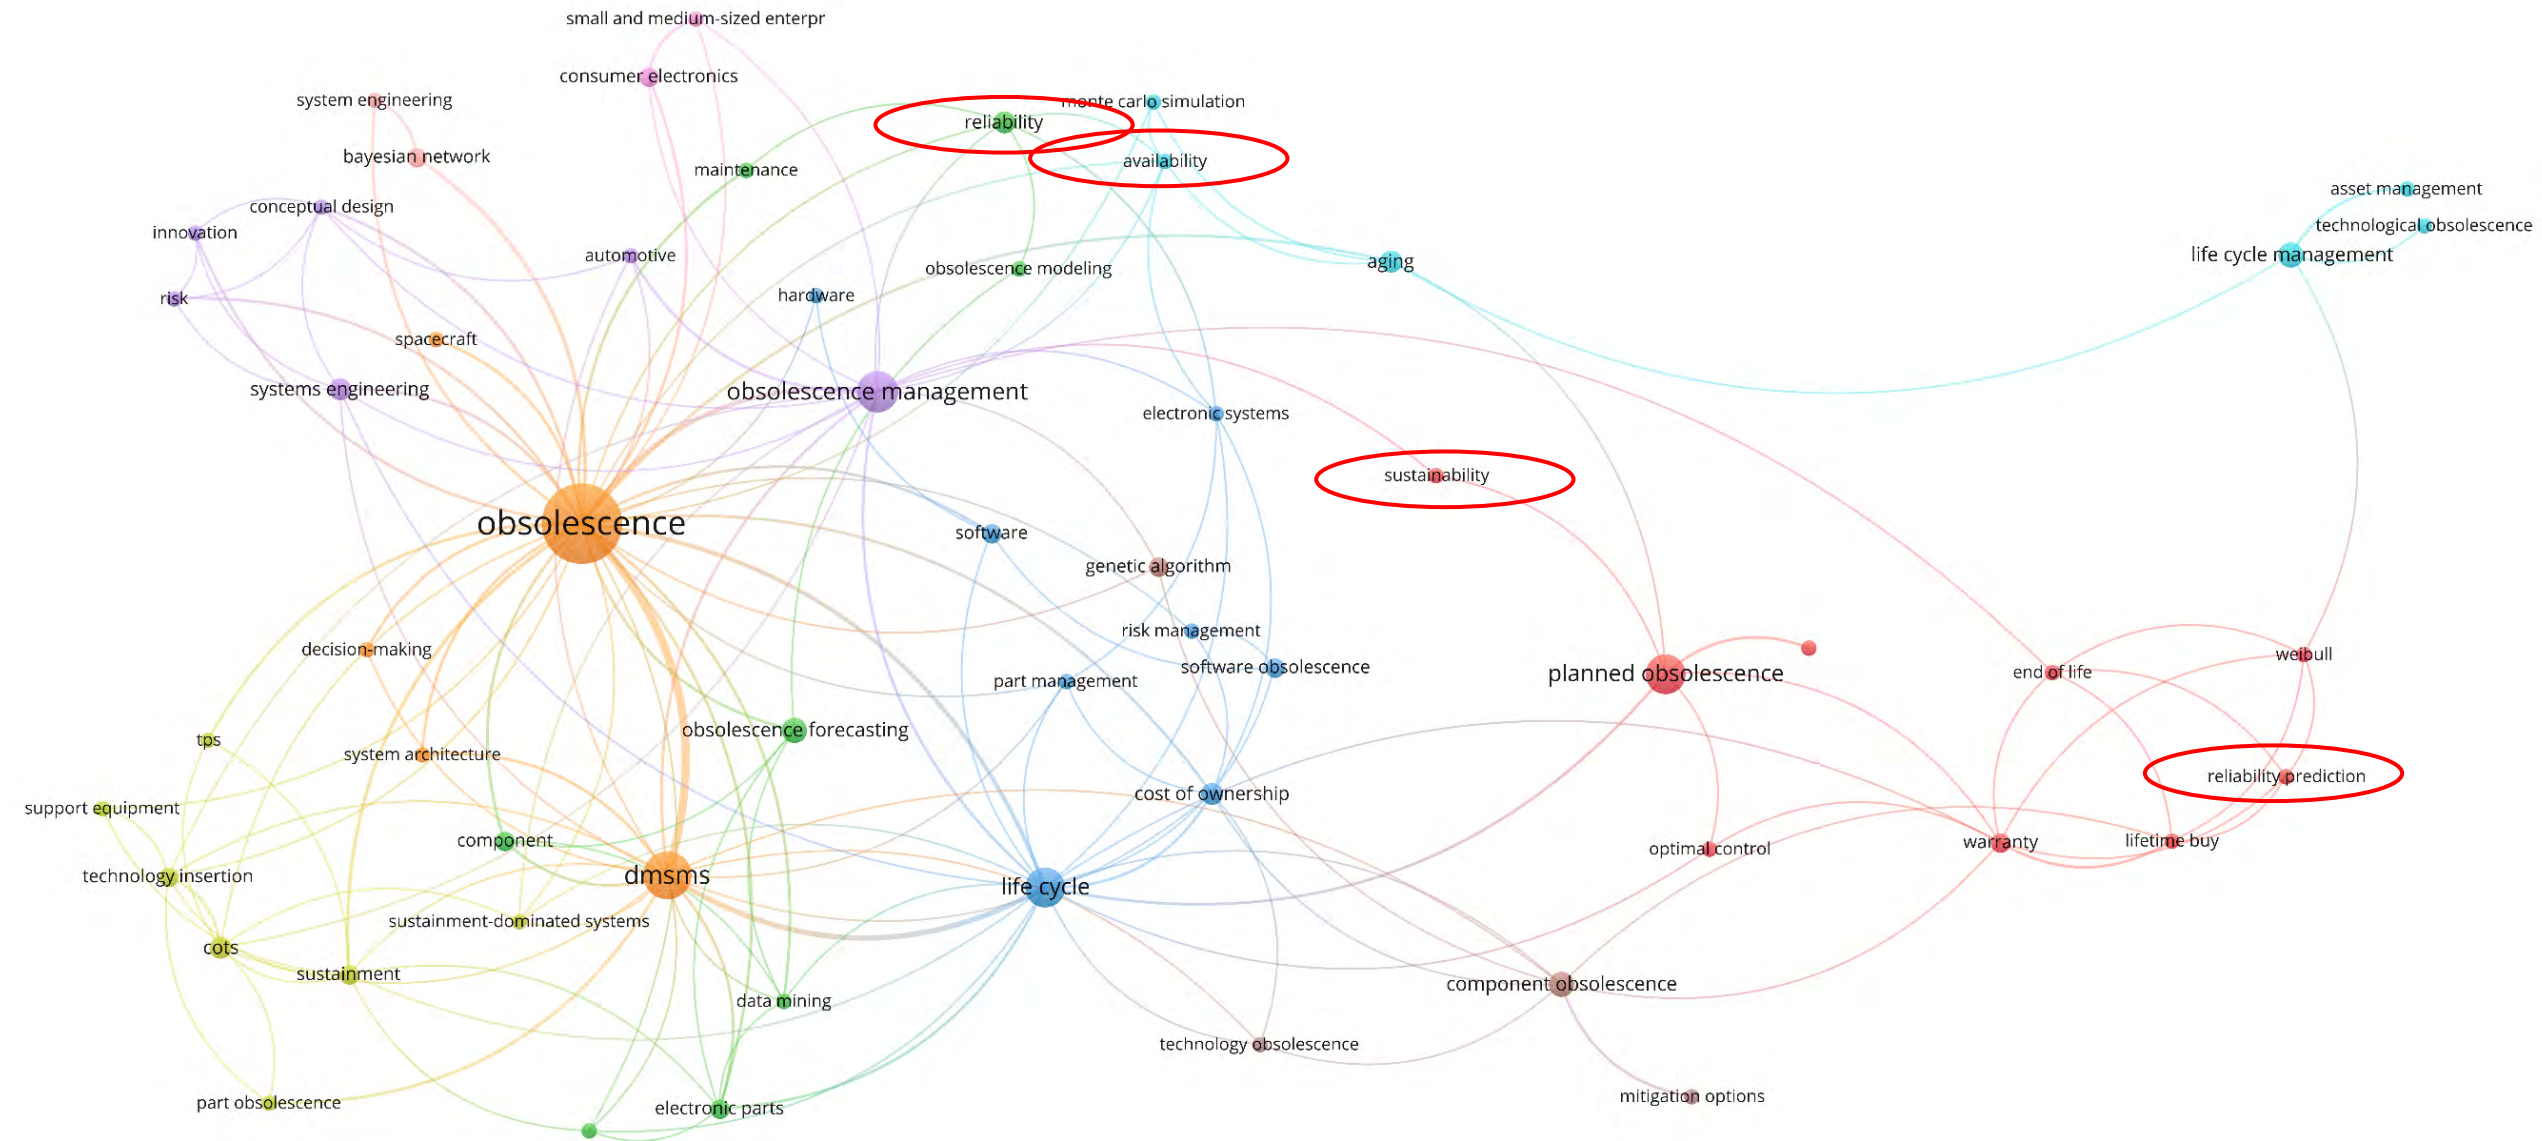 small and medium-sized enterpr
consumer electronics
system engineering
reliability
monte carlo simulation
bayesian network
maintenance
availability
asset management
conceptual design
innovation
technological obsolescence
automotive
life cycle management
obsolescence modeling
aging
risk
hardware
spacecraft
systems engineering
obsolescence management
electronic systems
sustainability
obsolescence
software
genetic algorithm
risk management
decision-making
software obsolescence
part management
planned obsolescence
end of life
weibull
obsolescence forecasting
tps
system architecture
reliability prediction
cost of ownership
support equipment
component
optimal control
warranty
lifetime buy
technology insertion
dmsms
life cycle
sustainment-dominated systems
cots
sustainment
component obsolescence
data mining
technology obsolescence
mitigation options
part obsolescence
electronic parts